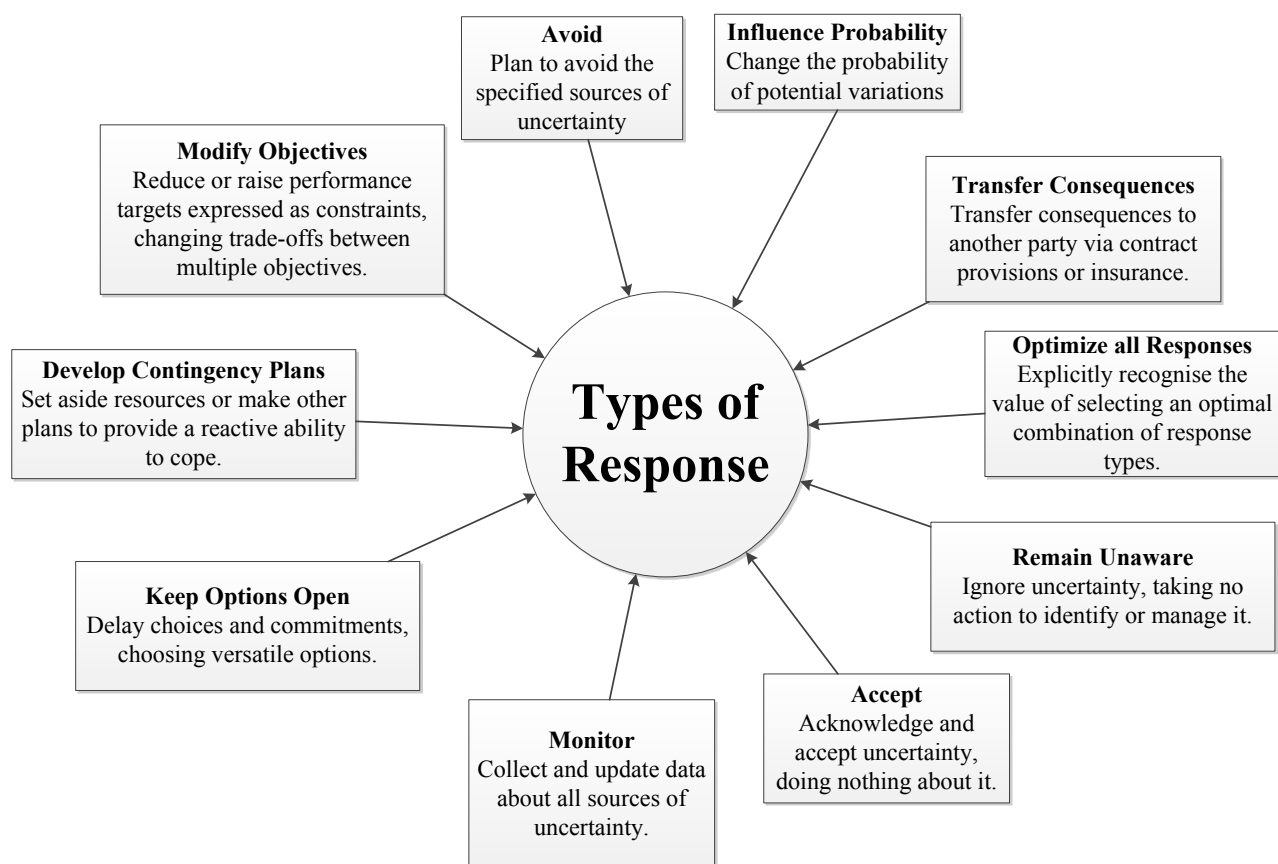 Avoid
Plan to avoid the
specified sources of
uncertainty
Influence Probability
Change the probability
of potential variations
Modify Objectives
Reduce or raise performance
targets expressed as constraints,
changing trade-offs between
multiple objectives.
Transfer Consequences
Transfer consequences to
another party via contract
provisions or insurance.
Develop Contingency Plans
Set aside resources or make other
plans to provide a reactive ability
to cope.
Types of
Response
Optimize all Responses
Explicitly recognise the
value of selecting an optimal
combination of response
types.
Keep Options Open
Delay choices and commitments,
choosing versatile options.
Remain Unaware
Ignore uncertainty, taking no
action to identify or manage it.
Monitor
Collect and update data
about all sources of
uncertainty.
Accept
Acknowledge and
accept uncertainty,
doing nothing about it.